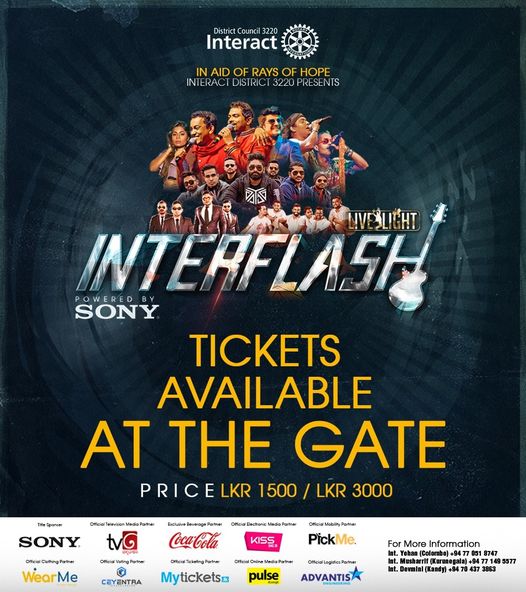 District Council 3220
Interact
IN AID OF RAYS OF HOPE
INTERACT DISTRICT 3220 PRESENTS
LIVE LIGHT
INTERFLASH
POWERED BY
SONY
TICKETS
AVAILABLE
AT THE GATE
PRICE LKR 1500 / LKR 3000
Title Sponser
Official Television Media Partner
Exclusive Beverage Partner
Official Electronic Media Partner
Official Mobility Partner
SONY
tv
Coca-Cola
KISS
PickMe.
Official Clothing Partner
Official Voting Partner
Official Ticketing Partner
Official Online Media Partner
Official Logistics Partner
WearMe
CEYENTRA
Mytickets.lk
pulse
ADVANTIS
For More Information
Int. Yohan (Colombo) +94 77 051 8747
Int. Musharrif (Kurunegala) +94 77 149 5577
Int. Devmini (Kandy) +94 70 437 3863